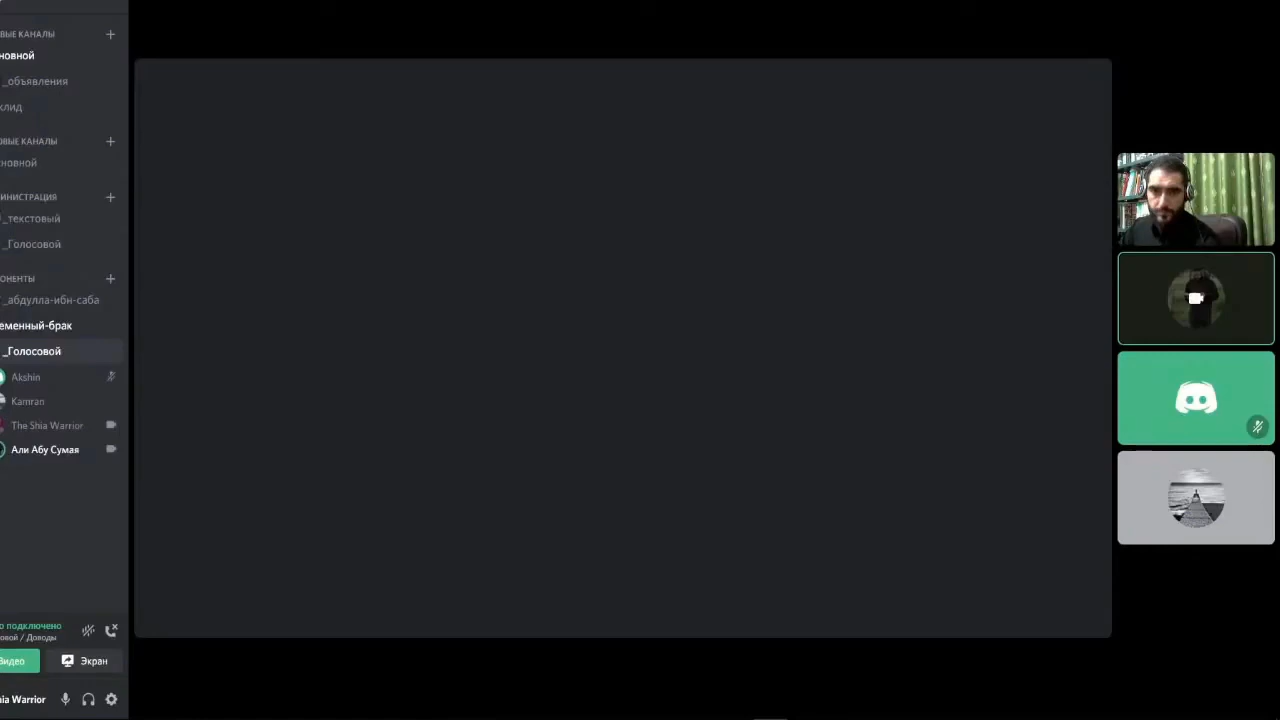 ВЫЕ КАНАЛЫ
новной
_объявления
клид
ОВЫЕ КАНАЛЫ
новной
ИНИСТРАЦИЯ
_текстовый
_Голосовой
ОНЕНТЫ
_абдулла-ибн-саба
еменный-брак
_Голосовой
Akshin
Kamran
The Shia Warrior
Али Абу Сумая
о подключено
овой / Доводы
Видео
Экран
ia Warrior